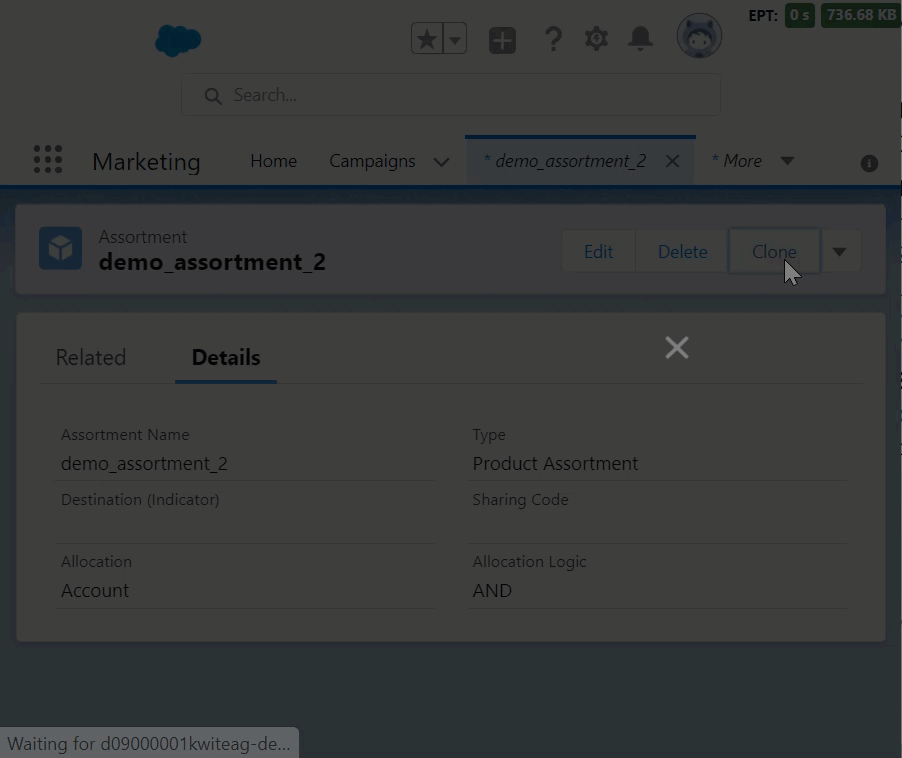 EPT: 0 s 736.68 KB
Search...
Marketing Home Campaigns * demo_assortment_2 * More
Assortment
demo_assortment_2
Edit Delete Clone
Related Details
Assortment Name Type
demo_assortment_2 Product Assortment
Destination (Indicator) Sharing Code
Allocation Allocation Logic
Account AND
Waiting for d09000001kwiteag-de...